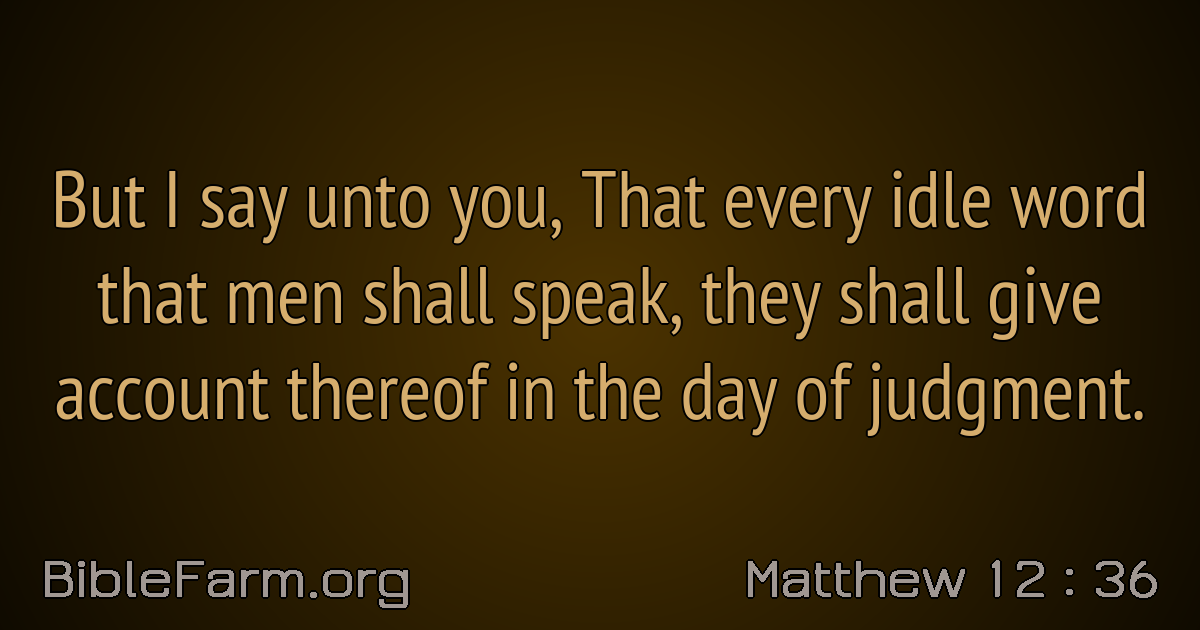 But I say unto you, That every idle word
that men shall speak, they shall give
account thereof in the day of judgment.
BibleFarm.org
Matthew 12 : 36